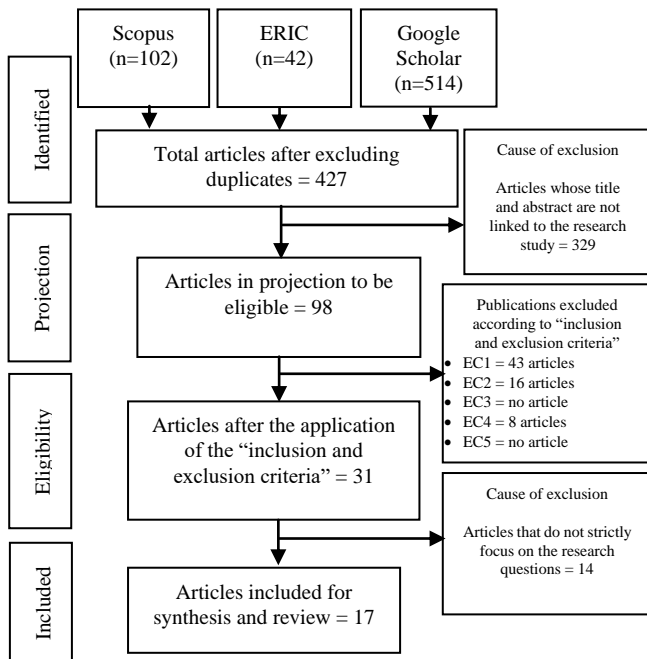 Scopus
(n=102)
ERIC
(n=42)
Google
Scholar
(n=514)
Identified
Total articles after excluding
duplicates = 427
Cause of exclusion
Articles whose title
and abstract are not
linked to the research
study = 329
Projection
Articles in projection to be
eligible = 98
Publications excluded
according to “inclusion
and exclusion criteria”
• EC1 = 43 articles
• EC2 = 16 articles
• EC3 = no article
• EC4 = 8 articles
• EC5 = no article
Eligibility
Articles after the application
of the “inclusion and
exclusion criteria” = 31
Cause of exclusion
Articles that do not strictly
focus on the research
questions = 14
Included
Articles included for
synthesis and review = 17